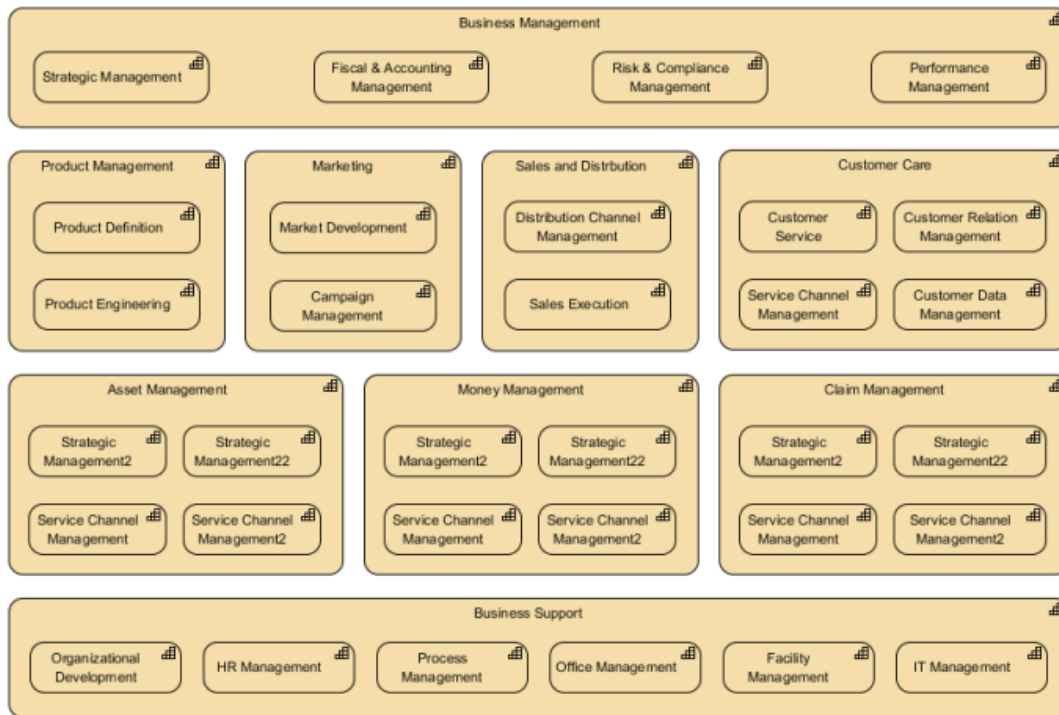 Business Management
Strategic Management
Fiscal & Accounting
Management
Risk & Compliance
Management
Performance
Management
Product Management
Product Definition
Product Engineering
Marketing
Market Development
Campaign
Management
Sales and Distrbution
Distribution Channel
Management
Sales Execution
Customer Care
Customer
Service
Customer Relation
Management
Service Channel
Management
Customer Data
Management
Asset Management
Strategic
Management2
Strategic
Management22
Service Channel
Management
Service Channel
Management2
Money Management
Strategic
Management2
Strategic
Management22
Service Channel
Management
Service Channel
Management2
Claim Management
Strategic
Management2
Strategic
Management22
Service Channel
Management
Service Channel
Management2
Business Support
Organizational
Development
HR Management
Process
Management
Office Management
Facility
Management
IT Management